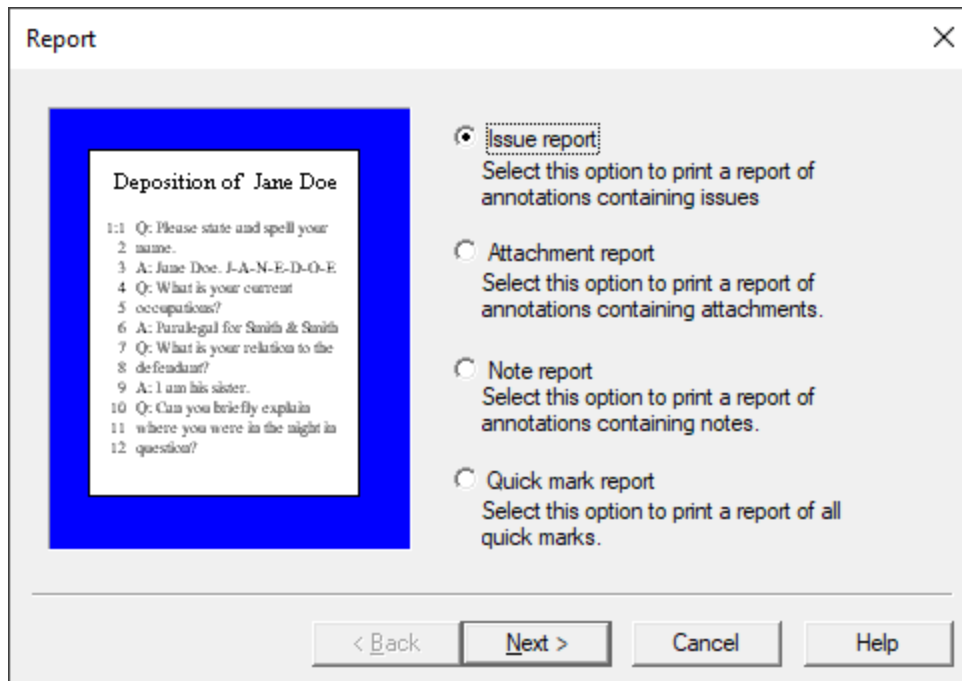 Report
Deposition of Jane Doe
1:1 Q: Please state and spell your
2 name.
3 A: Jane Doe. J-A-N-E-D-O-E
4 Q: What is your current
5 occupations?
6 A: Paralegal for Smith & Smith
7 Q: What is your relation to the
8 defendant?
9 A: I am his sister.
10 Q: Can you briefly explain
11 where you were in the night in
12 question?
Issue report
Select this option to print a report of
annotations containing issues
Attachment report
Select this option to print a report of
annotations containing attachments.
Note report
Select this option to print a report of
annotations containing notes.
Quick mark report
Select this option to print a report of all
quick marks.
< Back
Next >
Cancel
Help